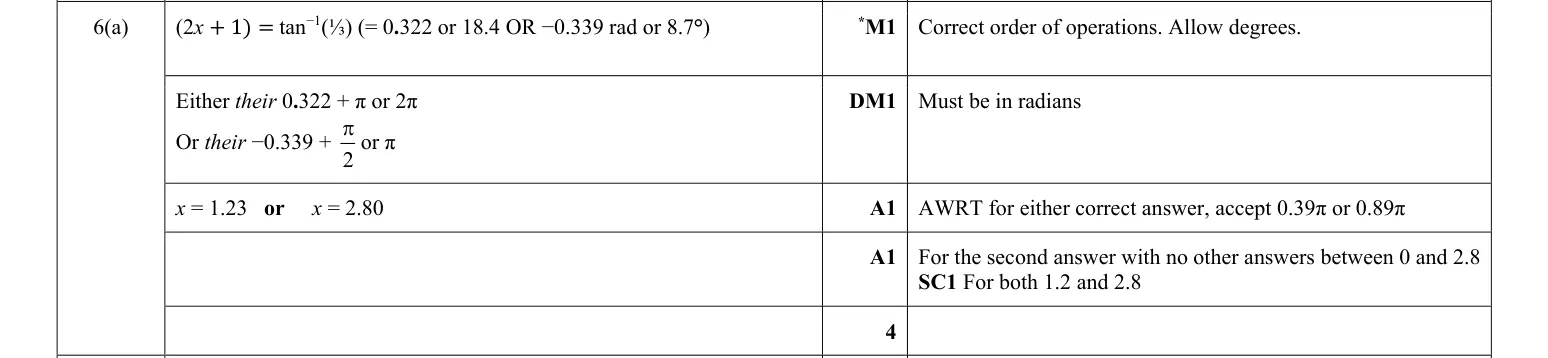 6(a) (2x + 1) = tan⁻¹(⅓) (= 0.322 or 18.4 OR −0.339 rad or 8.7°) *M1 Correct order of operations. Allow degrees.
Either their 0.322 + π or 2π DM1 Must be in radians
Or their −0.339 + π/2 or π
x = 1.23 or x = 2.80 A1 AWRT for either correct answer, accept 0.39π or 0.89π
A1 For the second answer with no other answers between 0 and 2.8
SC1 For both 1.2 and 2.8
4